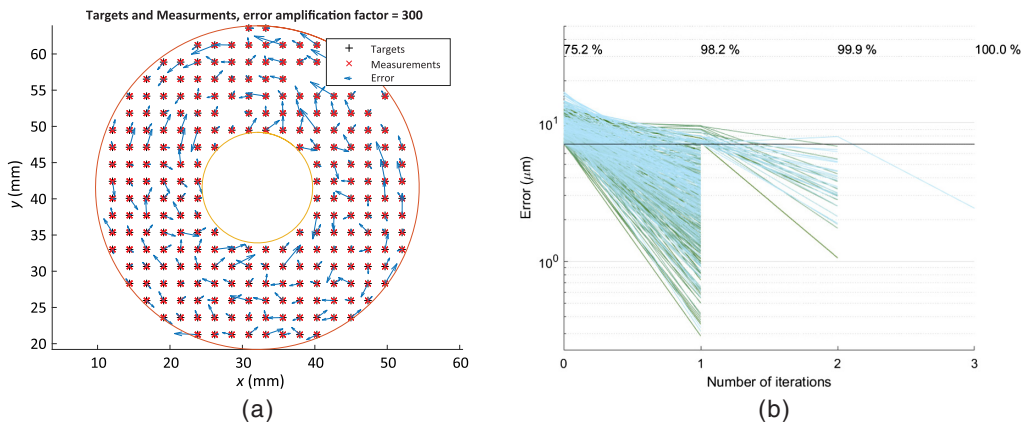 Targets and Measurments, error amplification factor = 300
Targets
Measurements
Error
65
60
55
50
45
40
35
30
25
20
y (mm)
10
20
30
40
50
60
x (mm)
(a)
75.2 %
98.2 %
99.9 %
100.0 %
10¹
10⁰
Error (μm)
0
1
2
3
Number of iterations
(b)